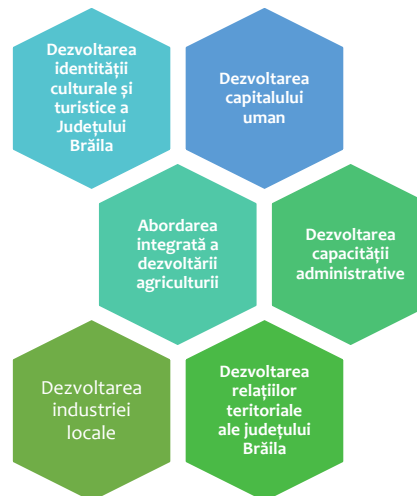 Dezvoltarea
identității
culturale și
turistice a
Județului
Brăila
Dezvoltarea
capitalului
uman
Abordarea
integrată a
dezvoltării
agriculturii
Dezvoltarea
capacității
administrative
Dezvoltarea
industriei
locale
Dezvoltarea
relațiilor
teritoriale
ale județului
Brăila